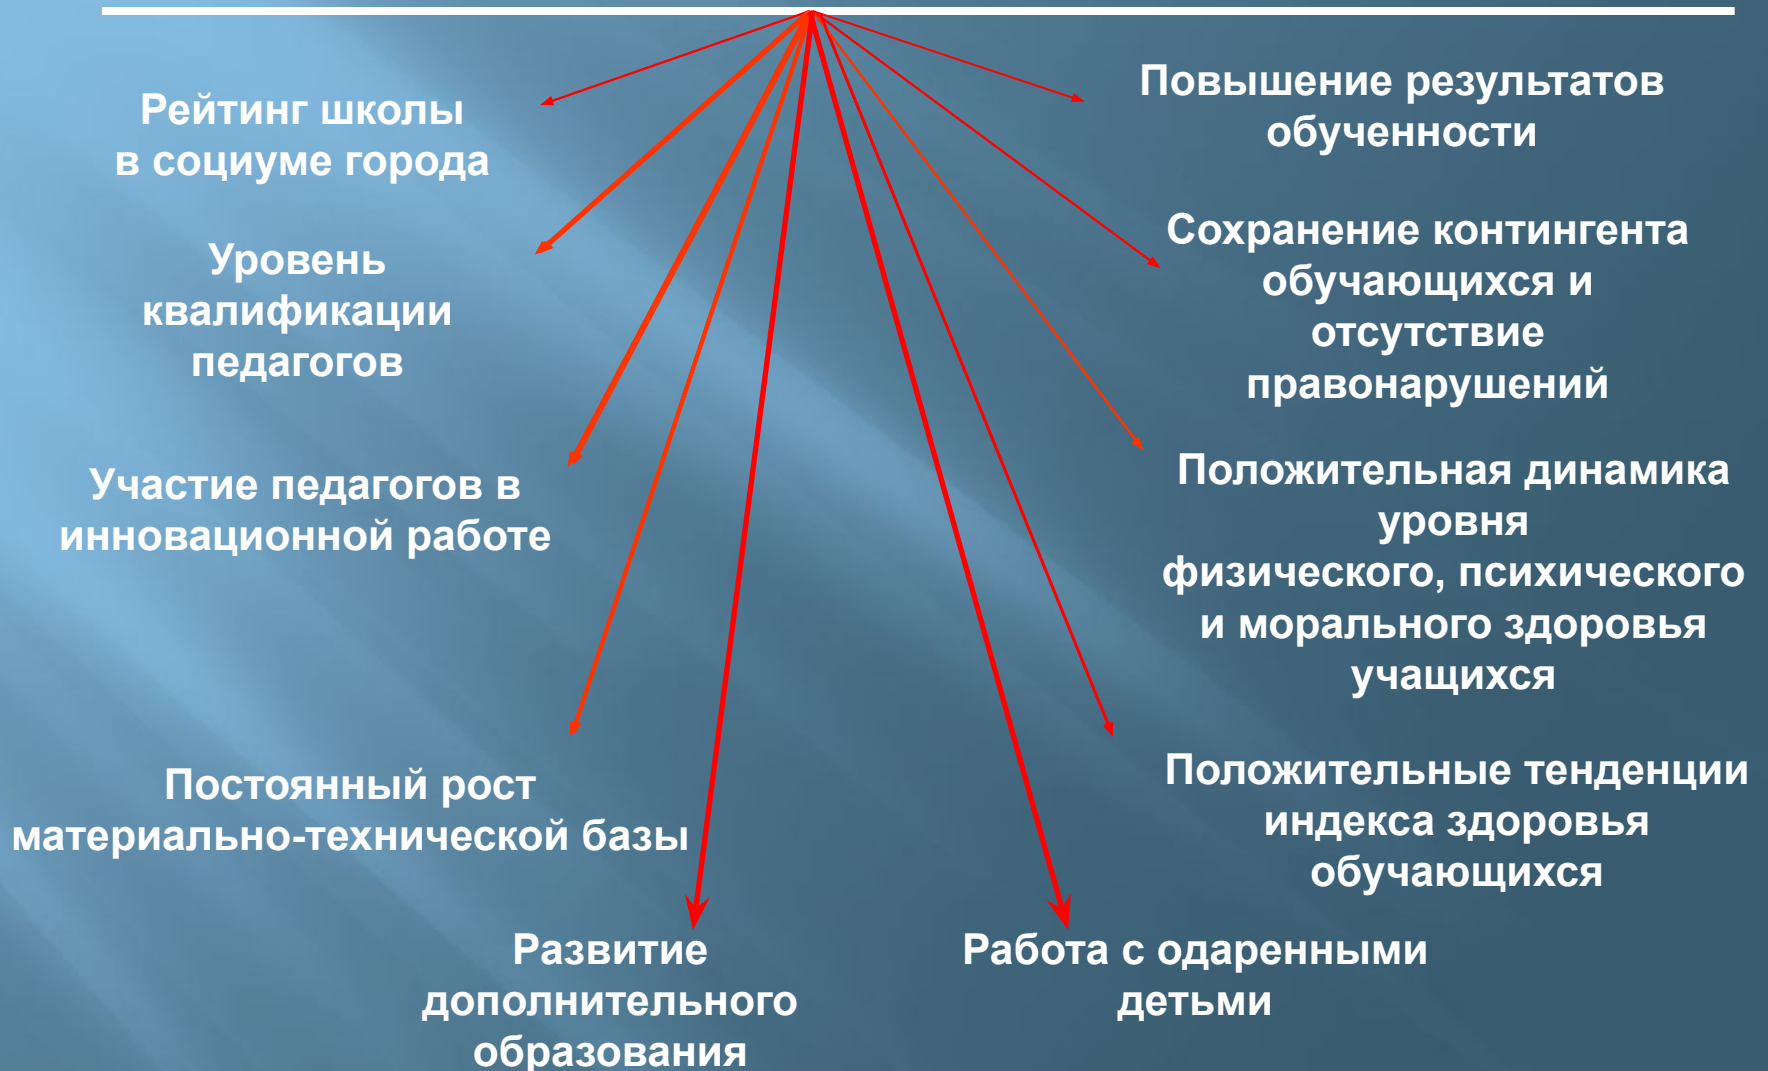 Рейтинг школы
в социуме города
Уровень
квалификации
педагогов
Участие педагогов в
инновационной работе
Постоянный рост
материально-технической базы
Развитие
дополнительного
образования
Повышение результатов
обученности
Сохранение контингента
обучающихся и
отсутствие
правонарушений
Положительная динамика
уровня
физического, психического
и морального здоровья
учащихся
Положительные тенденции
индекса здоровья
обучающихся
Работа с одаренными
детьми